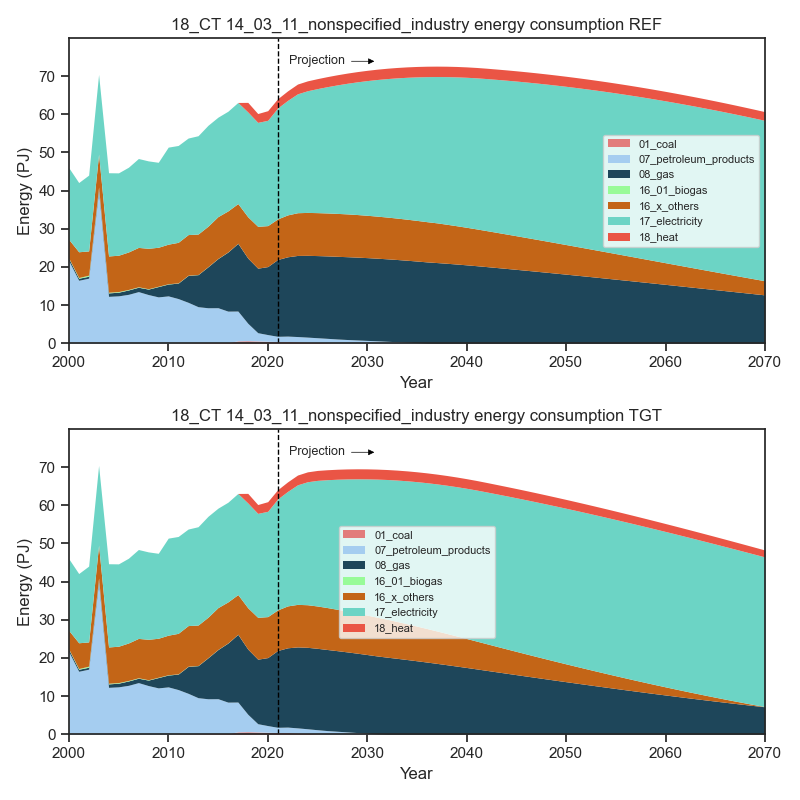 18_CT 14_03_11_nonspecified_industry energy consumption REF
Projection
70
60
50
40
30
20
10
0
Energy (PJ)
01_coal
07_petroleum_products
08_gas
16_01_biogas
16_x_others
17_electricity
18_heat
2000 2010 2020 2030 2040 2050 2060 2070
Year
18_CT 14_03_11_nonspecified_industry energy consumption TGT
Projection
70
60
50
40
30
20
10
0
Energy (PJ)
01_coal
07_petroleum_products
08_gas
16_01_biogas
16_x_others
17_electricity
18_heat
2000 2010 2020 2030 2040 2050 2060 2070
Year